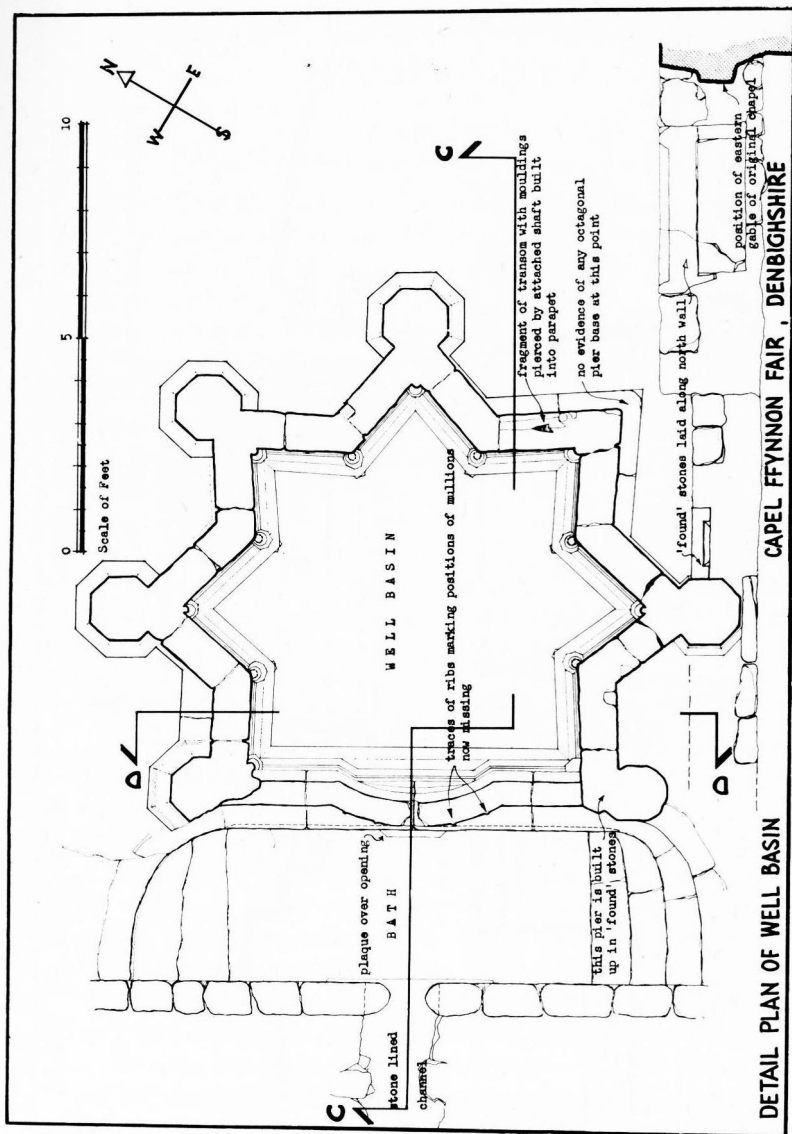 N
W
E
S
0
5
10
Scale of Feet
C
fragment of transom with mouldings
pierced by attached shaft built
into parapet
no evidence of any octagonal
pier base at this point
WELL BASIN
traces of ribs marking positions of mullions
now missing
D
D
plaque over opening
BATH
this pier is built
up in 'found' stones
stone lined
channel
C
'found' stones laid along north wall
position of eastern
gable of original chapel
DETAIL PLAN OF WELL BASIN
CAPEL FFYNNON FAIR, DENBIGHSHIRE